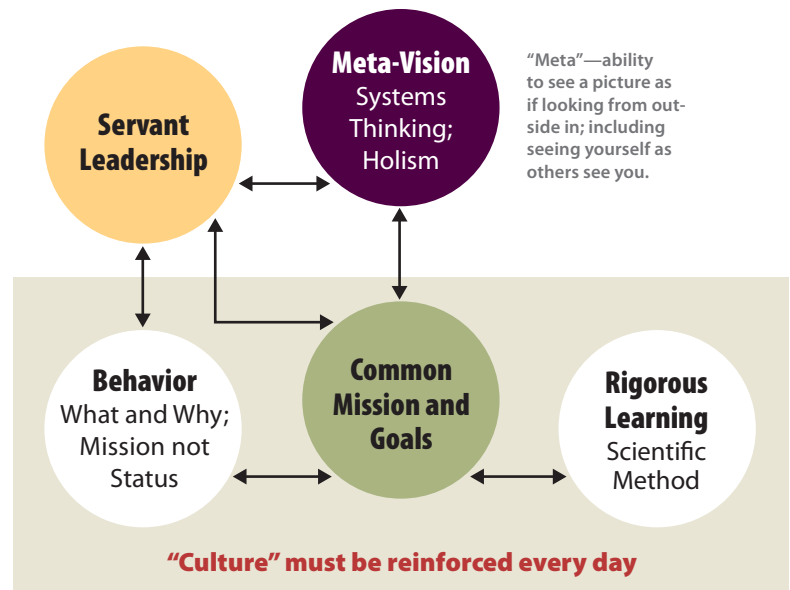 Servant
Leadership
Meta-Vision
Systems
Thinking;
Holism
“Meta”—ability
to see a picture as
if looking from out-
side in; including
seeing yourself as
others see you.
Behavior
What and Why;
Mission not
Status
Common
Mission and
Goals
Rigorous
Learning
Scientific
Method
“Culture” must be reinforced every day